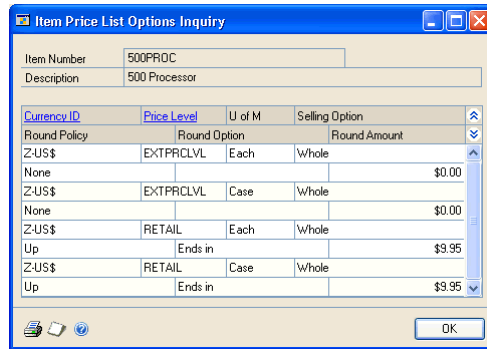 Item Price List Options Inquiry
Item Number 500PROC
Description 500 Processor
Currency ID Price Level U of M Selling Option
Round Policy Round Option Round Amount
Z-US$ EXTPRCLVL Each Whole
None $0.00
Z-US$ EXTPRCLVL Case Whole
None $0.00
Z-US$ RETAIL Each Whole
Up Ends in $9.95
Z-US$ RETAIL Case Whole
Up Ends in $9.95
OK